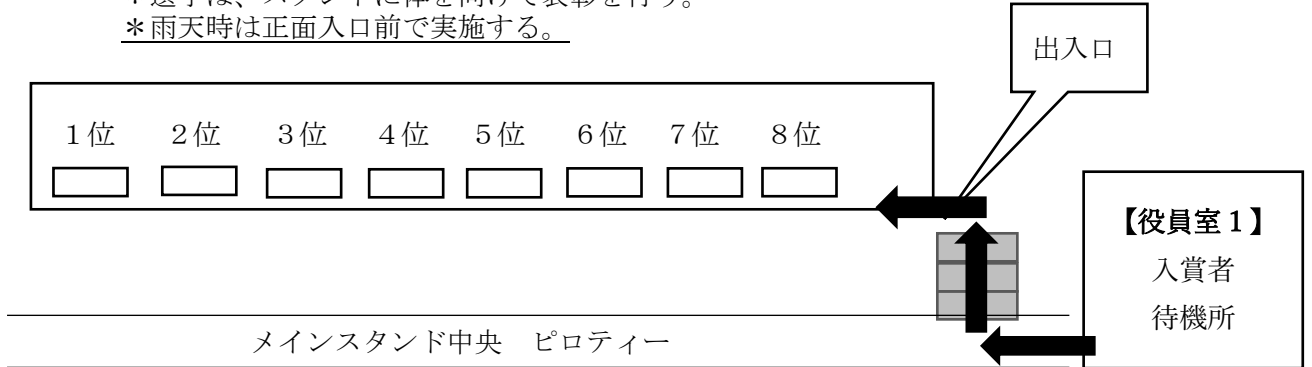 ＊雨天時は正面入口前で実施する。
出入口
１位　２位　３位　４位　５位　６位　７位　８位
【役員室１】
入賞者
待機所
メインスタンド中央　ピロティー